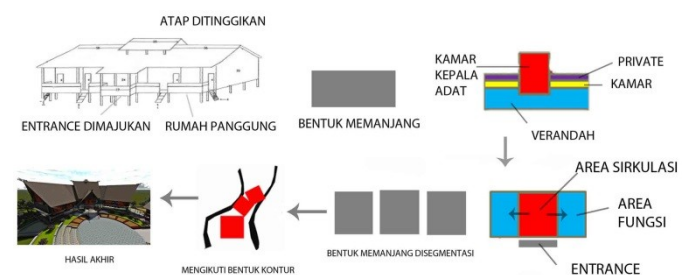 ATAP DITINGGIKAN
ENTRANCE DIMAJUKAN
RUMAH PANGGUNG
BENTUK MEMANJANG
KAMAR
KEPALA
ADAT
PRIVATE
KAMAR
VERANDAH
AREA SIRKULASI
AREA
FUNGSI
ENTRANCE
BENTUK MEMANJANG DISEGMENTASI
MENGIKUTI BENTUK KONTUR
HASIL AKHIR